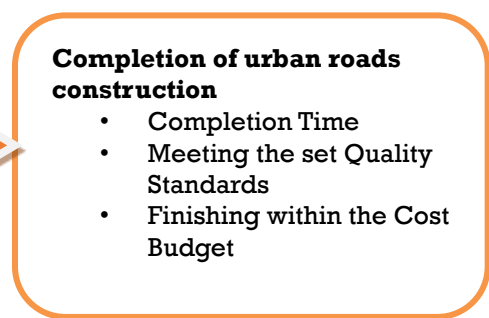 Completion of urban roads
construction
• Completion Time
• Meeting the set Quality
Standards
• Finishing within the Cost
Budget